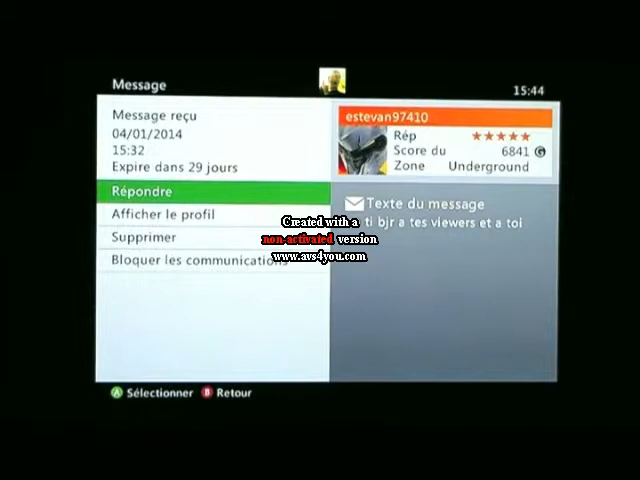 Message
15:44
Message reçu
04/01/2014
15:32
Expire dans 29 jours
Répondre
Afficher le profil
Supprimer
Bloquer les communications
estevan97410
Rép ★★★★★
Score du 6841 G
Zone Underground
Texte du message
ti bjr a tes viewers et a toi
Created with a
non-activated version
www.avs4you.com
A Sélectionner B Retour